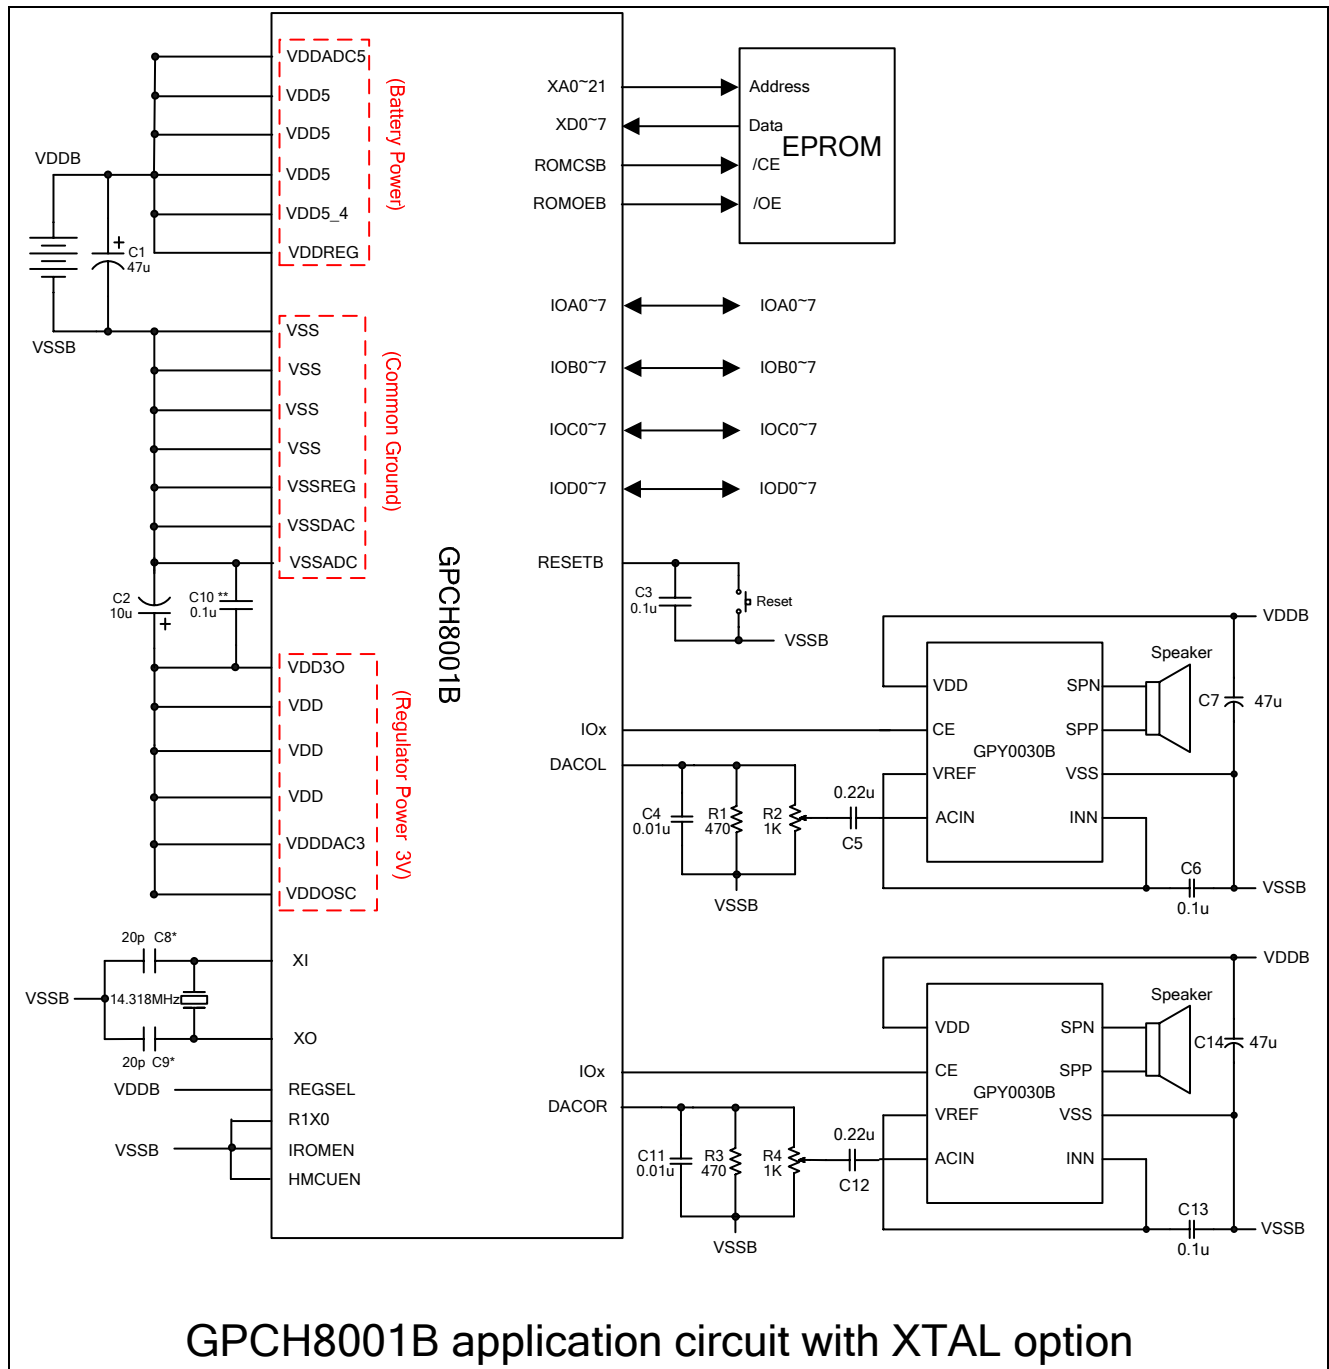 VDDADC5
VDD5
VDD5
VDD5
VDD5_4
VDDREG
(Battery Power)
VDDB
+
C1
47u
VSSB
VSS
VSS
VSS
VSS
VSSREG
VSSDAC
VSSADC
(Common Ground)
C2
10u
+
C10 **
0.1u
VDD3O
VDD
VDD
VDD
VDDDAC3
VDDOSC
(Regulator Power 3V)
20p C8*
XI
VSSB
14.318MHz
XO
20p C9*
VDDB
REGSEL
R1X0
VSSB
IROMEN
HMCUEN
GPCH8001B
XA0~21
XD0~7
ROMCSB
ROMOEB
Address
Data
EPROM
/CE
/OE
IOA0~7
IOA0~7
IOB0~7
IOB0~7
IOC0~7
IOC0~7
IOD0~7
IOD0~7
RESETB
C3
0.1u
Reset
VSSB
IOx
DACOL
C4
0.01u
R1
470
R2
1K
VSSB
0.22u
C5
VDD
CE
VREF
ACIN
GPY0030B
SPN
SPP
VSS
INN
Speaker
VDDB
C7
47u
C6
0.1u
VSSB
IOx
DACOR
C11
0.01u
R3
470
R4
1K
VSSB
0.22u
C12
VDD
CE
VREF
ACIN
GPY0030B
SPN
SPP
VSS
INN
Speaker
VDDB
C14
47u
C13
0.1u
VSSB
GPCH8001B application circuit with XTAL option